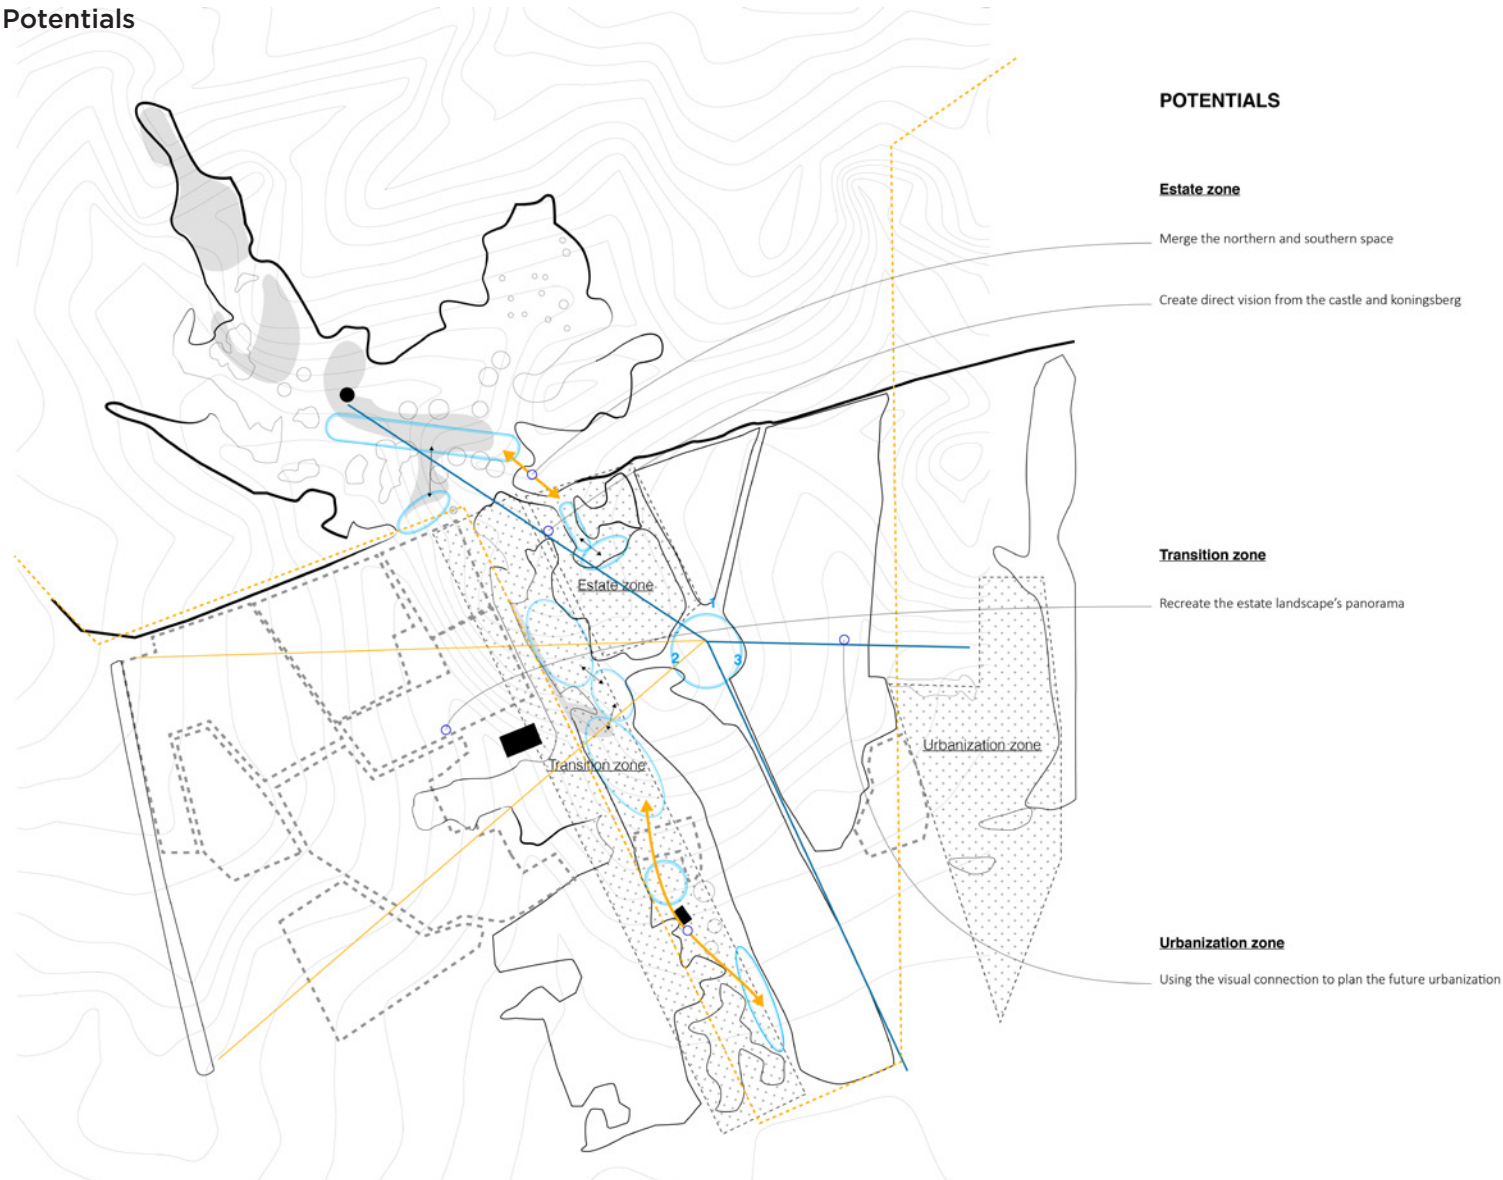 Potentials
POTENTIALS
Estate zone
Merge the northern and southern space
Create direct vision from the castle and koningsberg
Transition zone
Recreate the estate landscape's panorama
Urbanization zone
Using the visual connection to plan the future urbanization
Estate zone
1
2
3
Urbanization zone
Transition zone